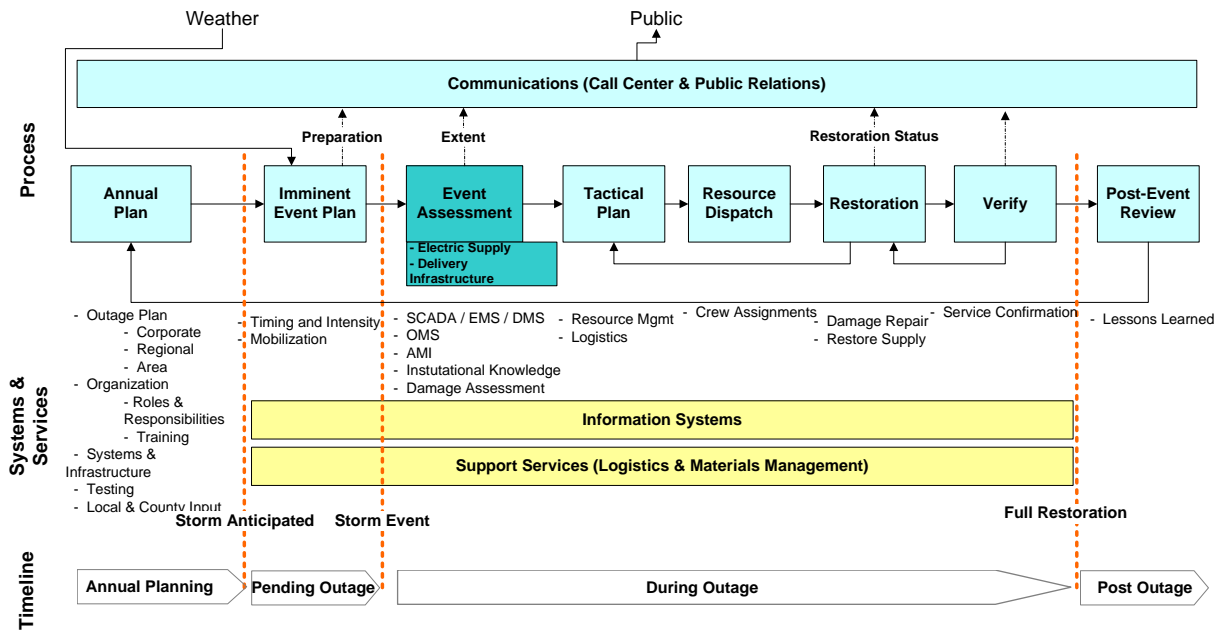 Weather
Public
Communications (Call Center & Public Relations)
Process
Preparation
Extent
Restoration Status
Annual
Plan
Imminent
Event Plan
Event
Assessment
Tactical
Plan
Resource
Dispatch
Restoration
Verify
Post-Event
Review
- Electric Supply
- Delivery
Infrastructure
- Outage Plan
- Corporate
- Regional
- Area
- Organization
- Roles &
Responsibilities
- Training
- Systems &
Infrastructure
- Testing
- Local & County Input
- Timing and Intensity
- Mobilization
- SCADA / EMS / DMS
- OMS
- AMI
- Instutational Knowledge
- Damage Assessment
- Resource Mgmt
- Logistics
- Crew Assignments
- Damage Repair
- Restore Supply
- Service Confirmation
- Lessons Learned
Systems &
Services
Information Systems
Support Services (Logistics & Materials Management)
Storm Anticipated
Storm Event
Full Restoration
Timeline
Annual Planning
Pending Outage
During Outage
Post Outage